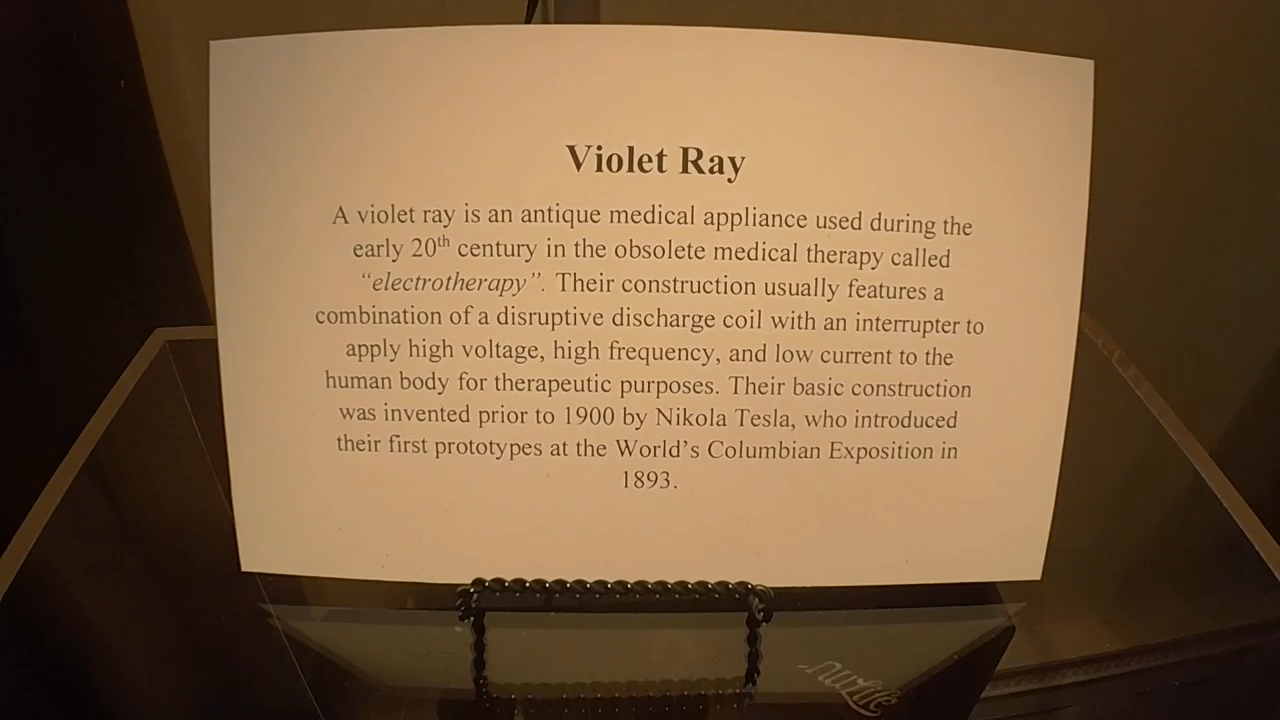 Violet Ray
A violet ray is an antique medical appliance used during the
early 20th century in the obsolete medical therapy called
“electrotherapy”. Their construction usually features a
combination of a disruptive discharge coil with an interrupter to
apply high voltage, high frequency, and low current to the
human body for therapeutic purposes. Their basic construction
was invented prior to 1900 by Nikola Tesla, who introduced
their first prototypes at the World’s Columbian Exposition in
1893.